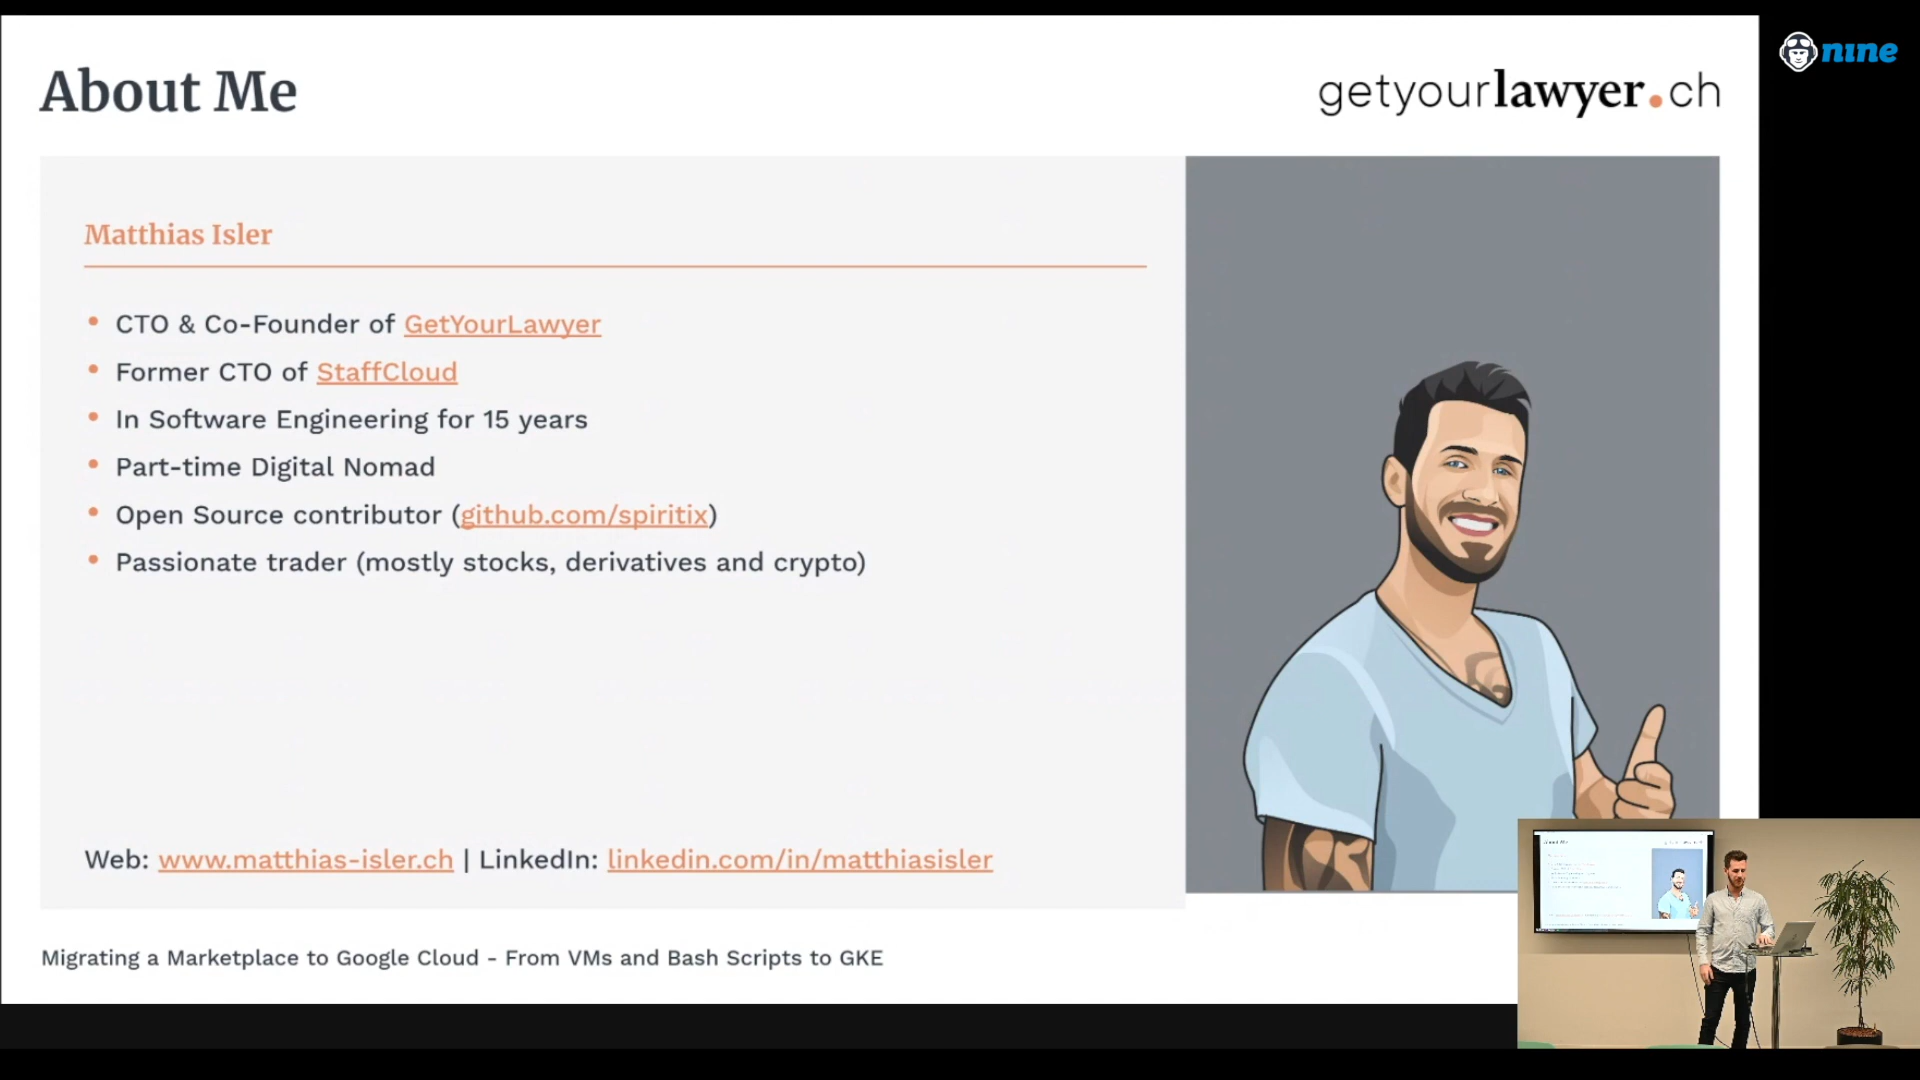 About Me
getyourlawyer.ch
nine
Matthias Isler
• CTO & Co-Founder of GetYourLawyer
• Former CTO of StaffCloud
• In Software Engineering for 15 years
• Part-time Digital Nomad
• Open Source contributor (github.com/spiritix)
• Passionate trader (mostly stocks, derivatives and crypto)
Web: www.matthias-isler.ch | LinkedIn: linkedin.com/in/matthiasisler
Migrating a Marketplace to Google Cloud - From VMs and Bash Scripts to GKE
About Me